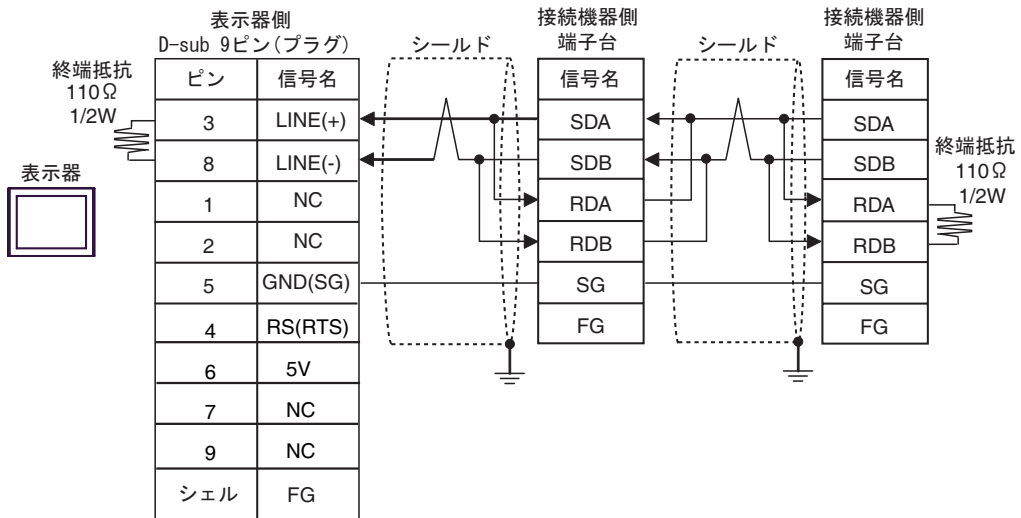 表示器側
D-sub 9ピン(プラグ)
シールド
接続機器側
端子台
シールド
接続機器側
端子台
終端抵抗
110Ω
1/2W
表示器
ピン 信号名
3 LINE(+)
8 LINE(-)
1 NC
2 NC
5 GND(SG)
4 RS(RTS)
6 5V
7 NC
9 NC
シェル FG
信号名
SDA
SDB
RDA
RDB
SG
FG
信号名
SDA
SDB
RDA
RDB
SG
FG
終端抵抗
110Ω
1/2W